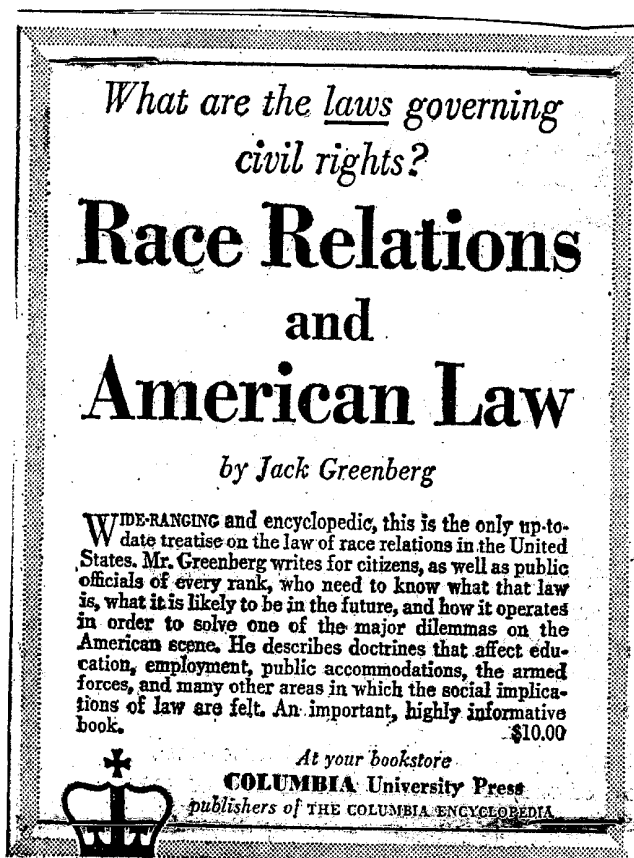 What are the laws governing
civil rights?
Race Relations
and
American Law
by Jack Greenberg
WIDE-RANGING and encyclopedic, this is the only up-to-
date treatise on the law of race relations in the United
States. Mr. Greenberg writes for citizens, as well as public
officials of every rank, who need to know what that law
is, what it is likely to be in the future, and how it operates
in order to solve one of the major dilemmas on the
American scene. He describes doctrines that affect edu-
cation, employment, public accommodations, the armed
forces, and many other areas in which the social implica-
tions of law are felt. An important, highly informative
book. $10.00
At your bookstore
COLUMBIA University Press
publishers of THE COLUMBIA ENCYCLOPEDIA